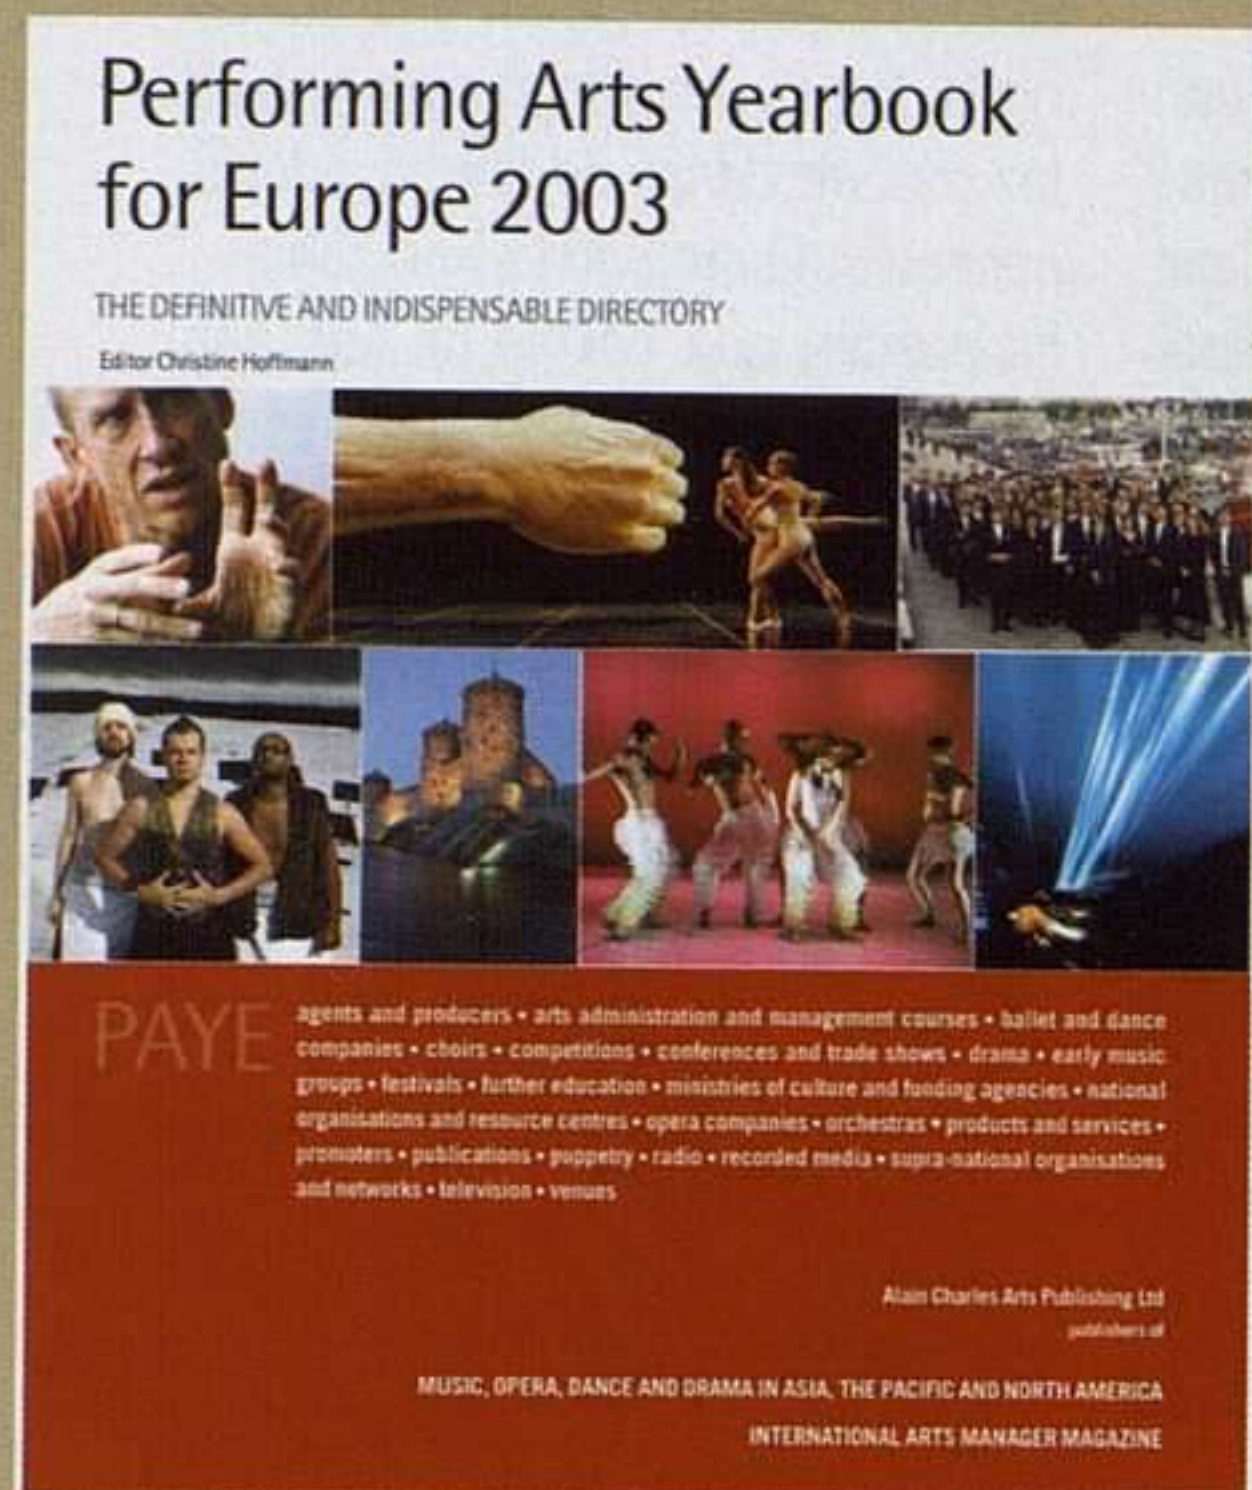 Performing Arts Yearbook
for Europe 2003
THE DEFINITIVE AND INDISPENSABLE DIRECTORY
Editor Christine Hoffmann
PAYE
agents and producers • arts administration and management courses • ballet and dance
companies • choirs • competitions • conferences and trade shows • drama • early music
groups • festivals • further education • ministries of culture and funding agencies • national
organisations and resource centres • opera companies • orchestras • products and services •
promoters • publications • puppetry • radio • recorded media • supra-national organisations
and networks • television • venues
Alain Charles Arts Publishing Ltd
publishers of
MUSIC, OPERA, DANCE AND DRAMA IN ASIA, THE PACIFIC AND NORTH AMERICA
INTERNATIONAL ARTS MANAGER MAGAZINE